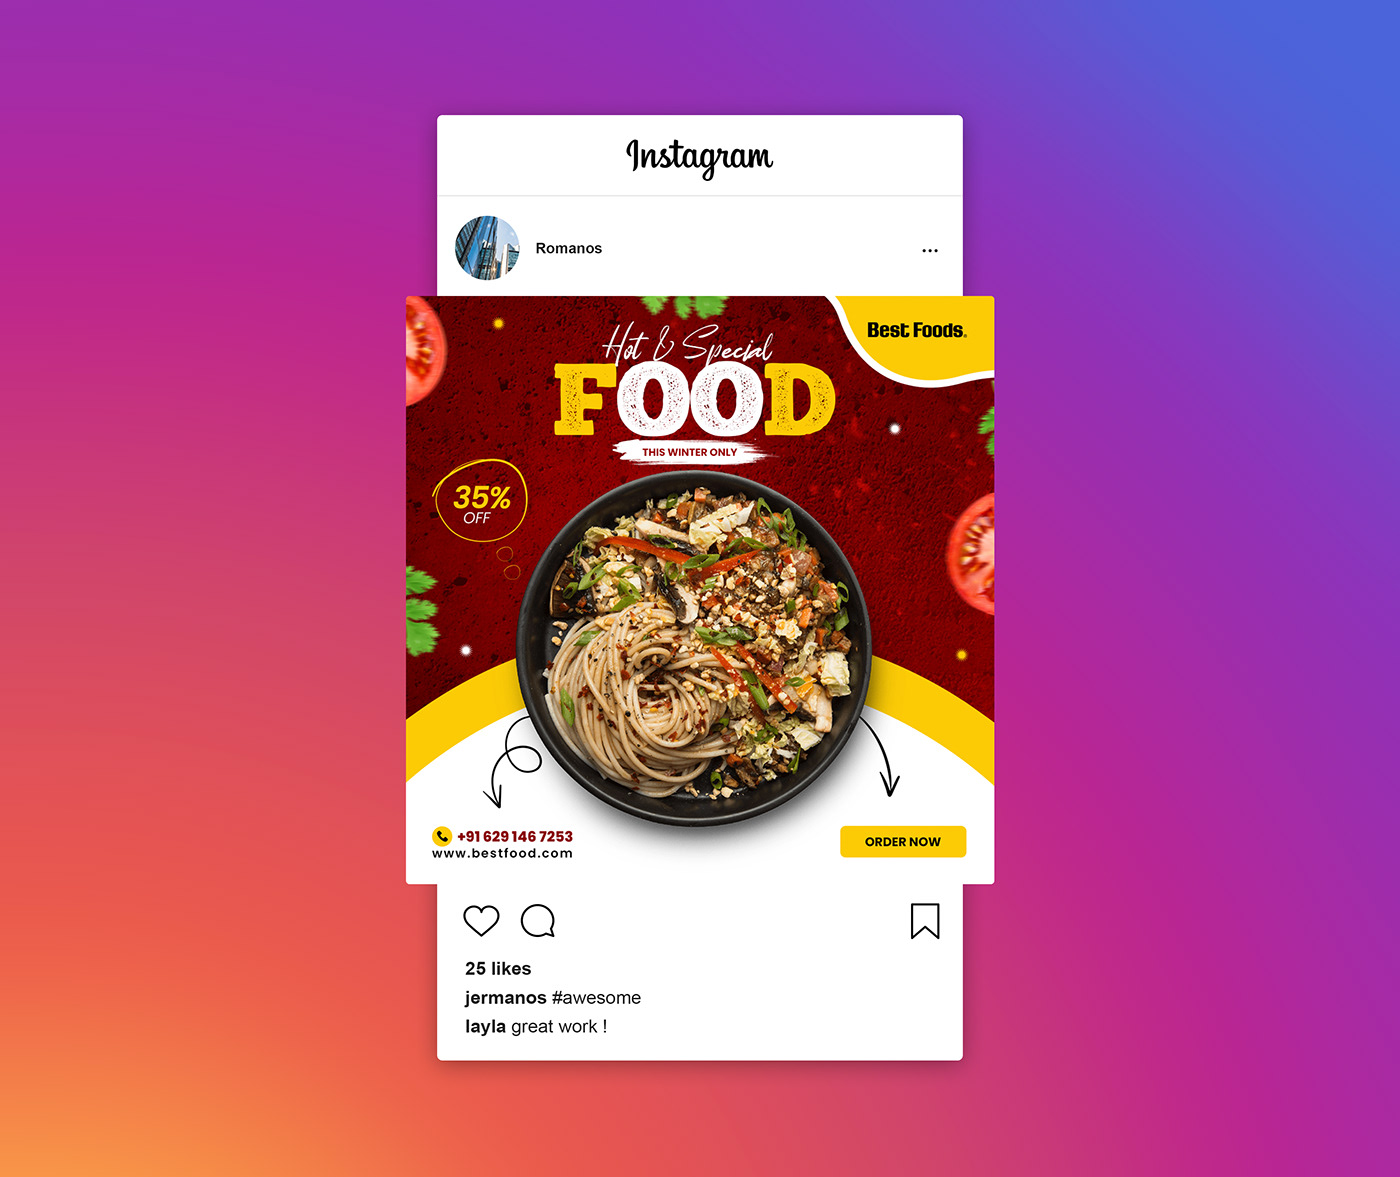 Instagram
Romanos
Best Foods.
Hot & Special
FOOD
THIS WINTER ONLY
35%
OFF
+91 629 146 7253
www.bestfood.com
ORDER NOW
25 likes
jermanos #awesome
layla great work !